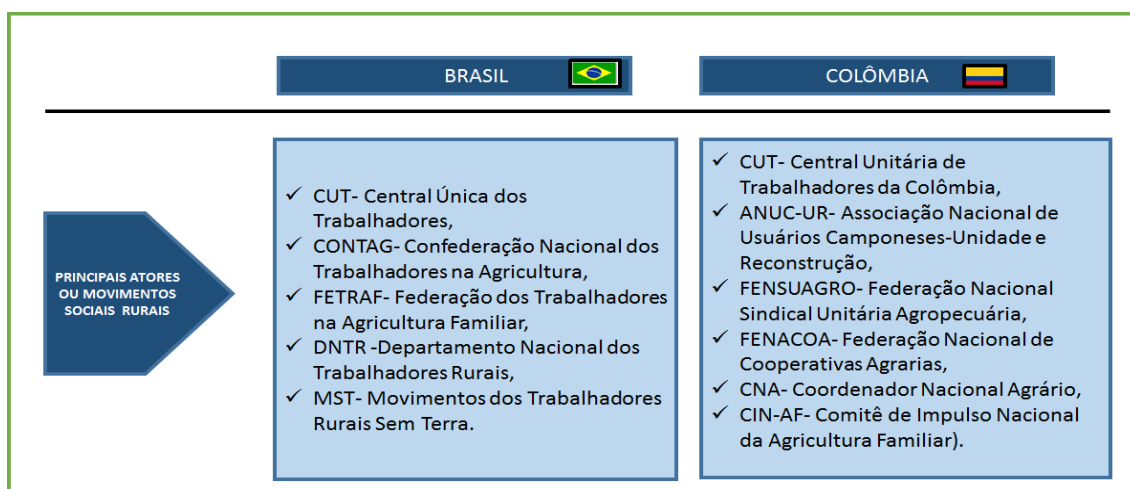 BRASIL
COLÔMBIA
PRINCIPAIS ATORES
OU MOVIMENTOS
SOCIAIS RURAIS
✓ CUT- Central Única dos
Trabalhadores,
✓ CONTAG- Confederação Nacional dos
Trabalhadores na Agricultura,
✓ FETRAF- Federação dos Trabalhadores
na Agricultura Familiar,
✓ DNTR -Departamento Nacional dos
Trabalhadores Rurais,
✓ MST- Movimentos dos Trabalhadores
Rurais Sem Terra.
✓ CUT- Central Unitária de
Trabalhadores da Colômbia,
✓ ANUC-UR- Associação Nacional de
Usuários Camponeses-Unidade e
Reconstrução,
✓ FENSUAGRO- Federação Nacional
Sindical Unitária Agropecuária,
✓ FENACOA- Federação Nacional de
Cooperativas Agrarias,
✓ CNA- Coordenador Nacional Agrário,
✓ CIN-AF- Comitê de Impulso Nacional
da Agricultura Familiar).